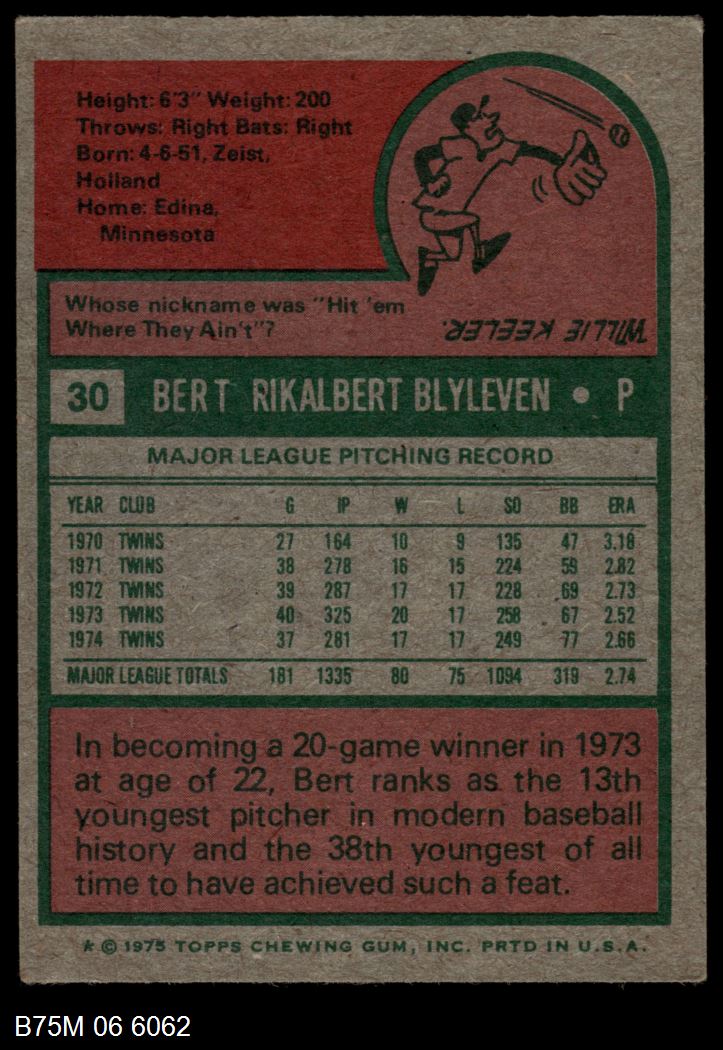 Height: 6'3" Weight: 200
Throws: Right Bats: Right
Born: 4-6-51, Zeist,
Holland
Home: Edina,
Minnesota
Whose nickname was "Hit 'em
Where They Ain't"?
WILLIE KEELER.
30 BERT RIKALBERT BLYLEVEN • P
MAJOR LEAGUE PITCHING RECORD
YEAR CLUB G IP W L SO BB ERA
1970 TWINS 27 164 10 9 135 47 3.18
1971 TWINS 38 278 16 15 224 59 2.82
1972 TWINS 39 287 17 17 228 69 2.73
1973 TWINS 40 325 20 17 258 67 2.52
1974 TWINS 37 281 17 17 249 77 2.66
MAJOR LEAGUE TOTALS 181 1335 80 75 1094 319 2.74
In becoming a 20-game winner in 1973
at age of 22, Bert ranks as the 13th
youngest pitcher in modern baseball
history and the 38th youngest of all
time to have achieved such a feat.
* © 1975 TOPPS CHEWING GUM, INC. PRTD IN U.S.A.
B75M 06 6062